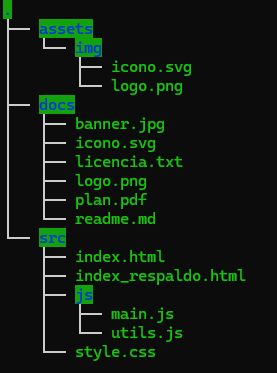 .
assets
img
icono.svg
logo.png
docs
banner.jpg
icono.svg
licencia.txt
logo.png
plan.pdf
readme.md
src
index.html
index_respaldo.html
js
main.js
utils.js
style.css